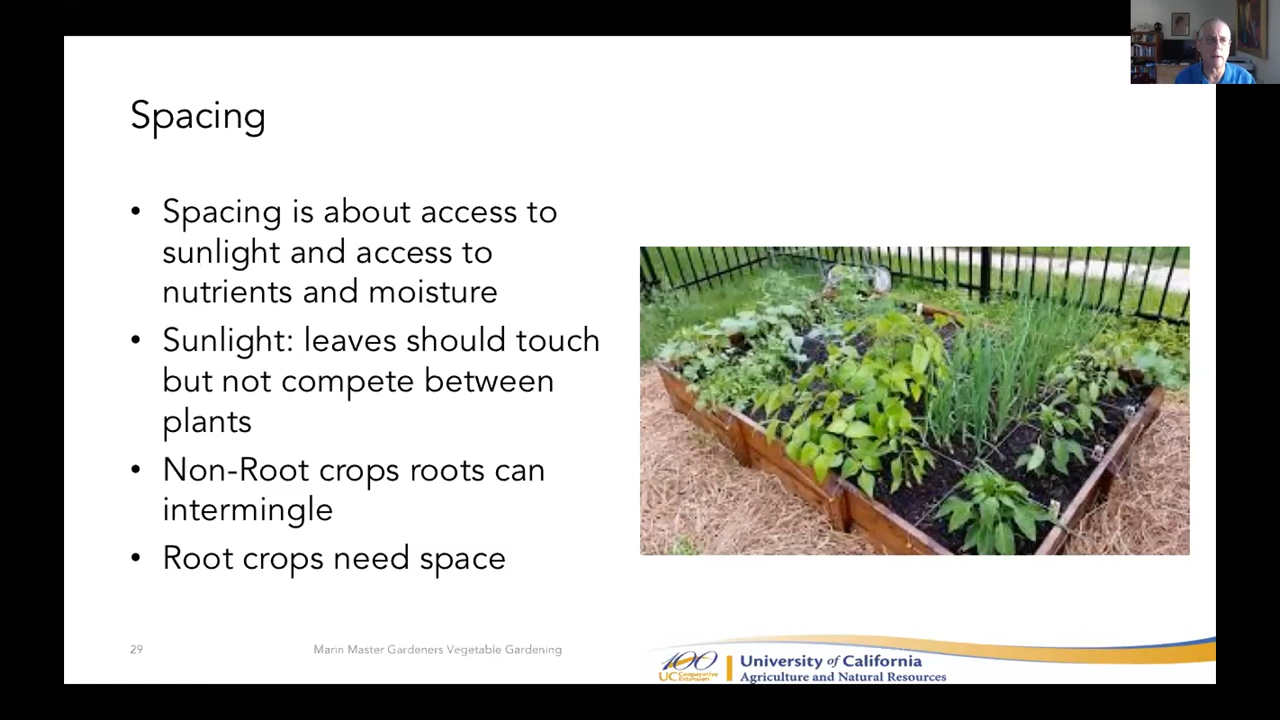 Spacing
• Spacing is about access to
sunlight and access to
nutrients and moisture
• Sunlight: leaves should touch
but not compete between
plants
• Non-Root crops roots can
intermingle
• Root crops need space
29
Marin Master Gardeners Vegetable Gardening
100
UC Cooperative
Extension
University of California
Agriculture and Natural Resources